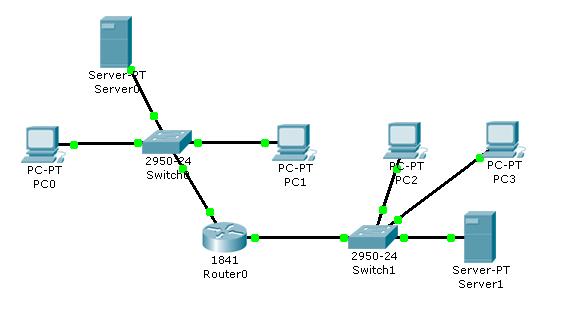 Server-PT
Server0
PC-PT
PC0
2950-24
Switch0
PC-PT
PC1
PC-PT
PC2
PC-PT
PC3
1841
Router0
2950-24
Switch1
Server-PT
Server1